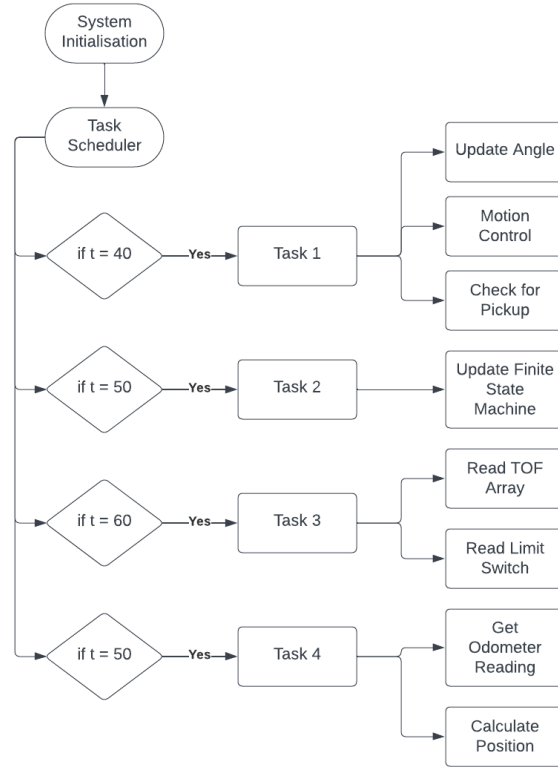 System
Initialisation
Task
Scheduler
if t = 40
Yes
Task 1
Update Angle
Motion
Control
Check for
Pickup
if t = 50
Yes
Task 2
Update Finite
State
Machine
if t = 60
Yes
Task 3
Read TOF
Array
Read Limit
Switch
if t = 50
Yes
Task 4
Get
Odometer
Reading
Calculate
Position